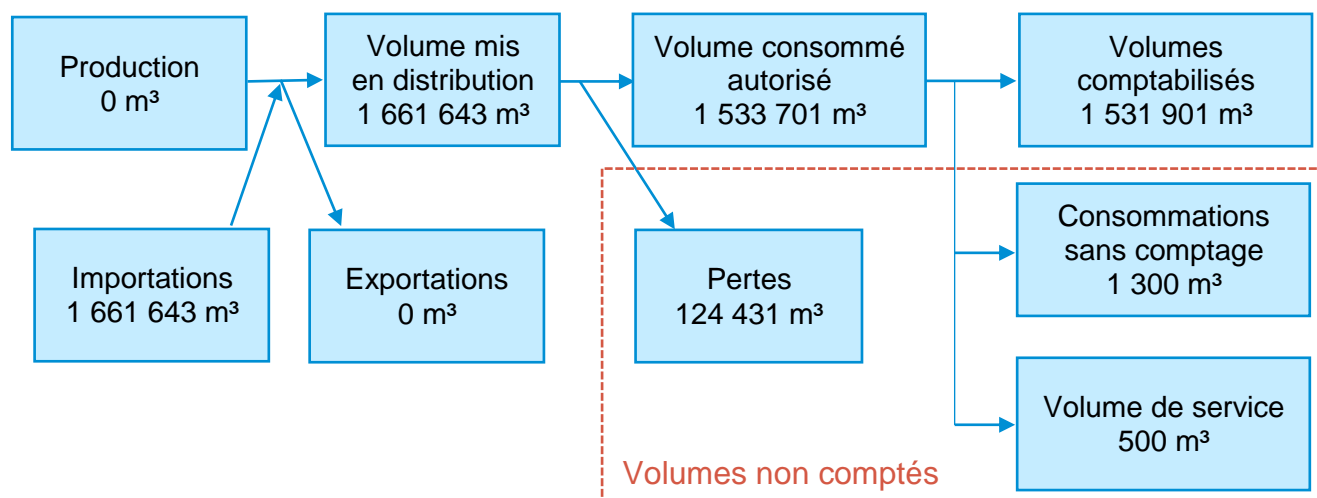 Production
0 m³
Volume mis
en distribution
1 661 643 m³
Volume consommé
autorisé
1 533 701 m³
Volumes
comptabilisés
1 531 901 m³
Importations
1 661 643 m³
Exportations
0 m³
Pertes
124 431 m³
Consommations
sans comptage
1 300 m³
Volume de service
500 m³
Volumes non comptés